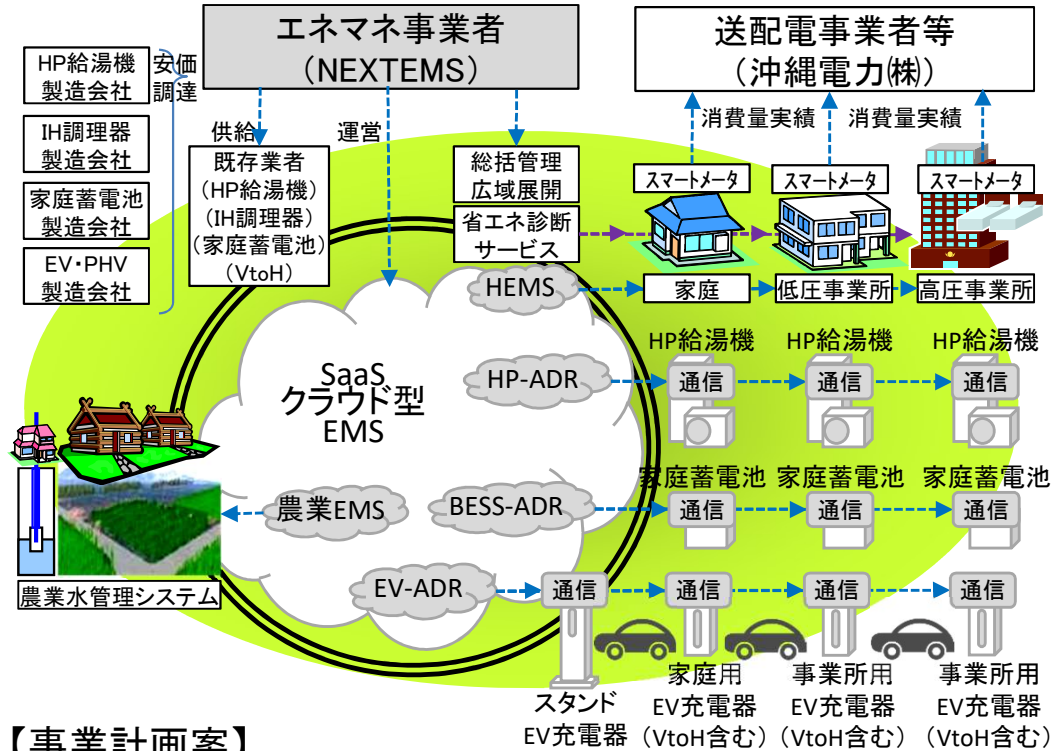 エネマネ事業者
(NEXTEMS)
送配電事業者等
(沖縄電力㈱)
HP給湯機
製造会社
安価
調達
IH調理器
製造会社
家庭蓄電池
製造会社
EV・PHV
製造会社
供給
運営
既存業者
(HP給湯機)
(IH調理器)
(家庭蓄電池)
(VtoH)
総括管理
広域展開
省エネ診断
サービス
消費量実績
消費量実績
スマートメータ
スマートメータ
スマートメータ
HEMS
家庭
低圧事業所
高圧事業所
SaaS
クラウド型
EMS
HP-ADR
HP給湯機
HP給湯機
HP給湯機
通信
通信
通信
農業EMS
BESS-ADR
家庭蓄電池
家庭蓄電池
家庭蓄電池
通信
通信
通信
農業水管理システム
EV-ADR
通信
通信
通信
通信
スタンド
EV充電器
家庭用
EV充電器
(VtoH含む)
事業所用
EV充電器
(VtoH含む)
事業所用
EV充電器
(VtoH含む)
【事業計画案】